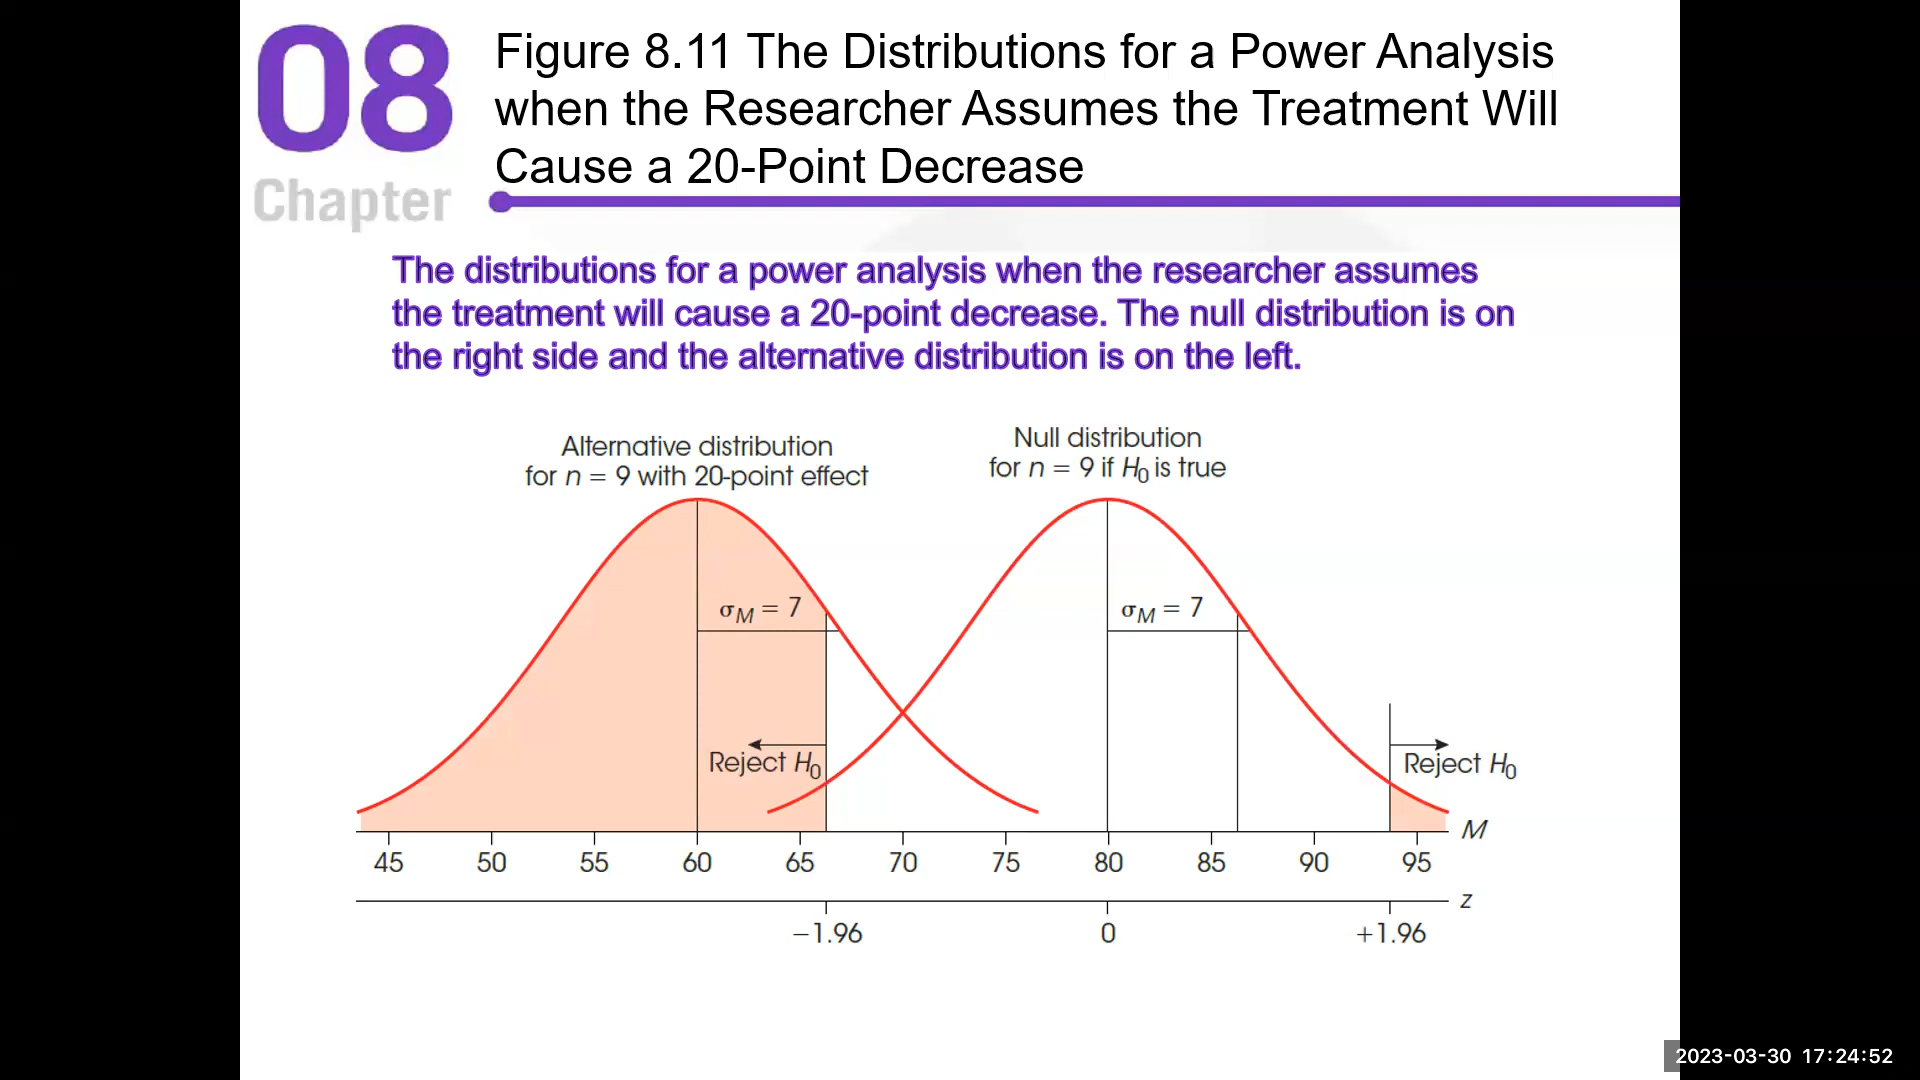 08
Chapter
Figure 8.11 The Distributions for a Power Analysis
when the Researcher Assumes the Treatment Will
Cause a 20-Point Decrease
The distributions for a power analysis when the researcher assumes
the treatment will cause a 20-point decrease. The null distribution is on
the right side and the alternative distribution is on the left.
Alternative distribution
for n = 9 with 20-point effect
Null distribution
for n = 9 if H0 is true
σM = 7
σM = 7
Reject H0
Reject H0
M
45 50 55 60 65 70 75 80 85 90 95
z
−1.96 0 +1.96
2023-03-30 17:24:52